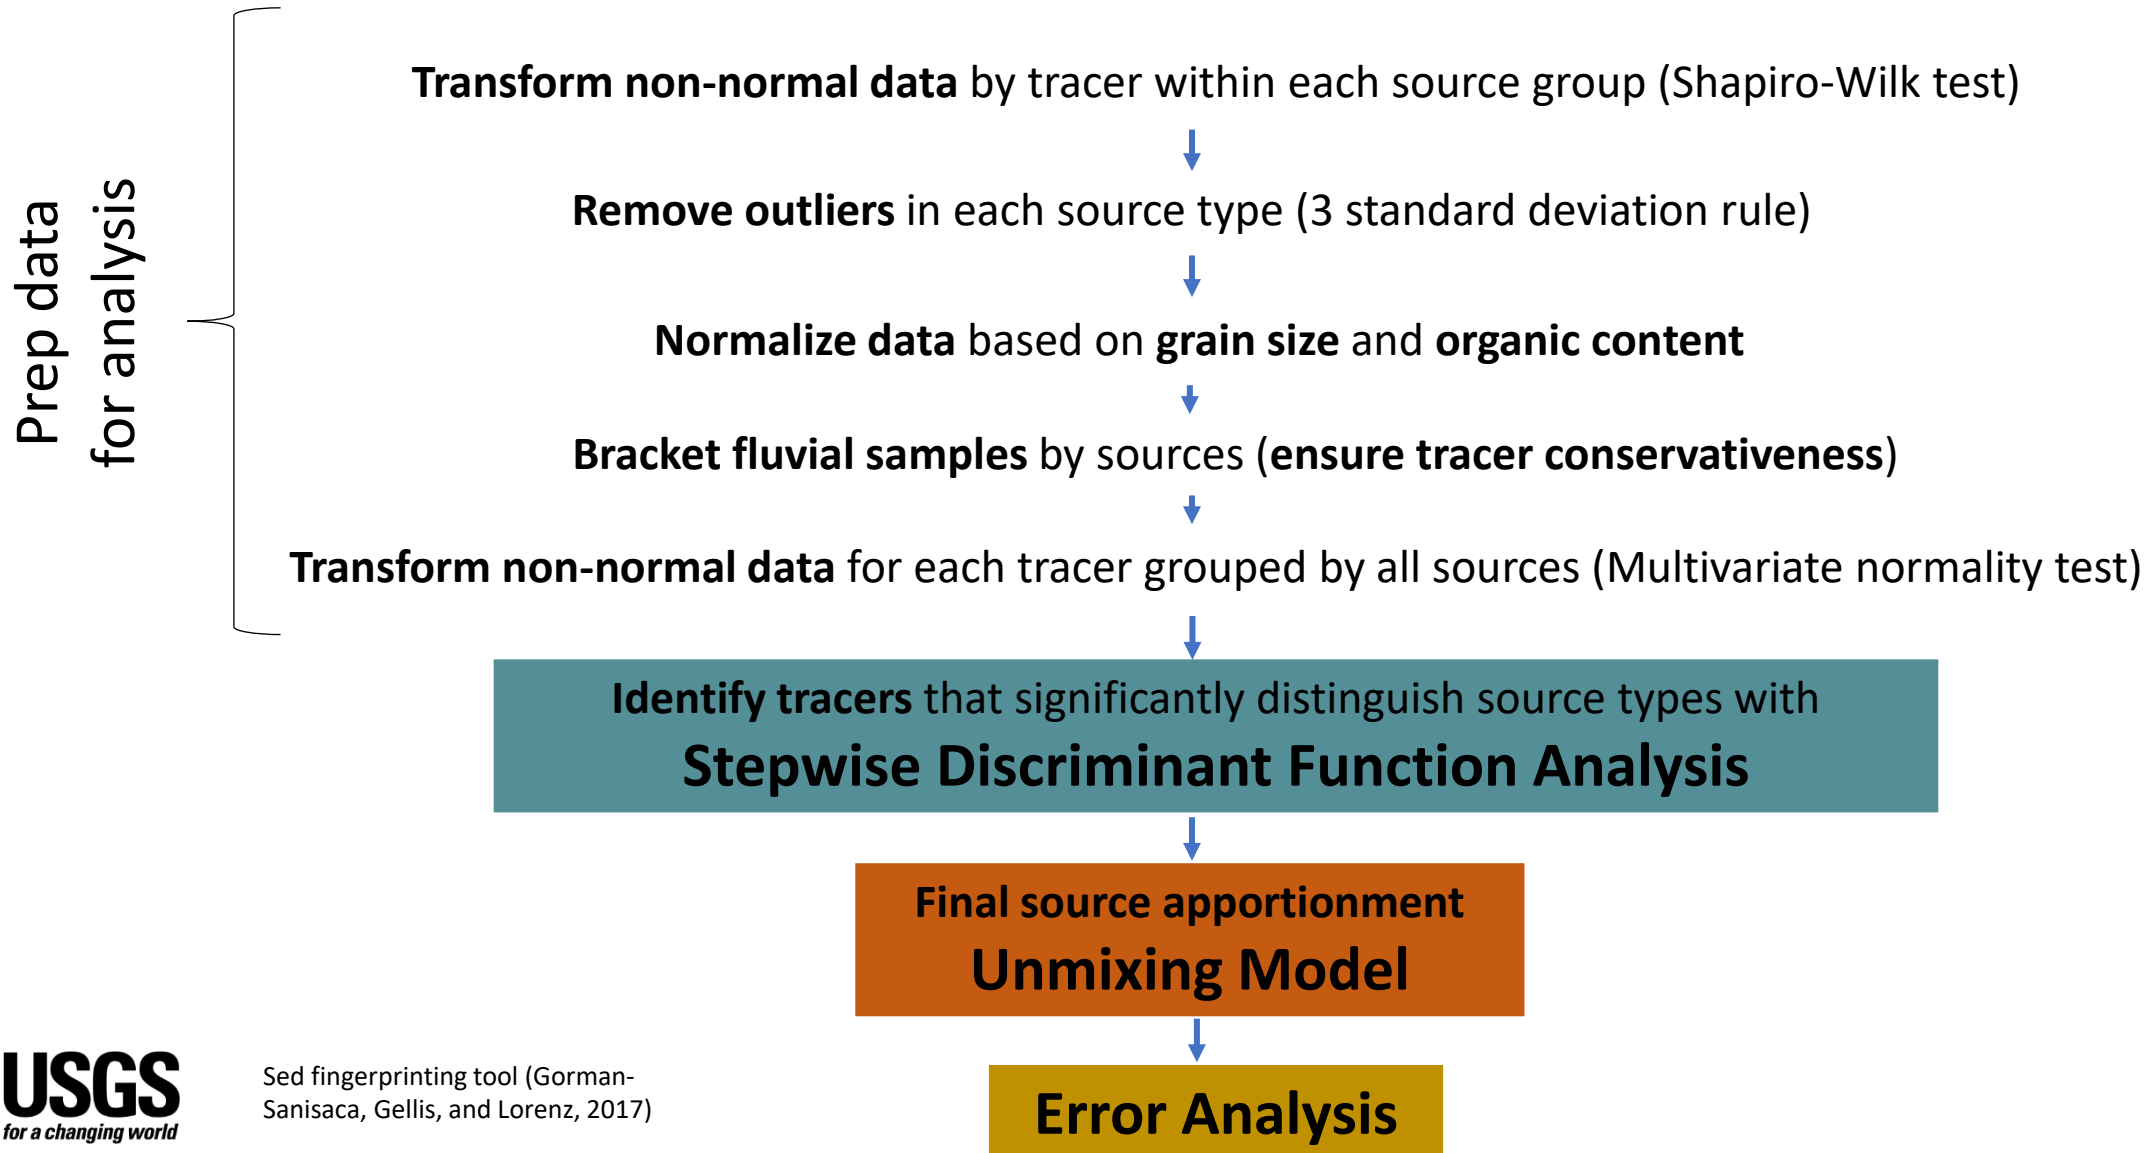 Prep data
for analysis
Transform non-normal data by tracer within each source group (Shapiro-Wilk test)
Remove outliers in each source type (3 standard deviation rule)
Normalize data based on grain size and organic content
Bracket fluvial samples by sources (ensure tracer conservativeness)
Transform non-normal data for each tracer grouped by all sources (Multivariate normality test)
Identify tracers that significantly distinguish source types with
Stepwise Discriminant Function Analysis
Final source apportionment
Unmixing Model
Error Analysis
USGS
for a changing world
Sed fingerprinting tool (Gorman-
Sanisaca, Gellis, and Lorenz, 2017)